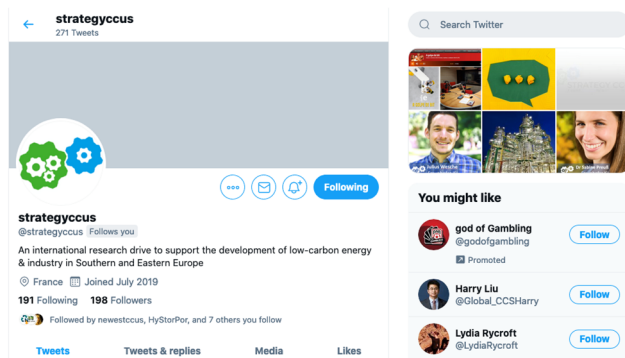 strategyccus
271 Tweets
Following
strategyccus
@strategyccus Follows you
An international research drive to support the development of low-carbon energy
& industry in Southern and Eastern Europe
France Joined July 2019
191 Following 198 Followers
Followed by newestccus, HyStorPor, and 7 others you follow
Tweets Tweets & replies Media Likes
Search Twitter
Julius Wesche
You might like
god of Gambling
@godofgambling
Follow
Promoted
Harry Liu
@Global_CCSHarry
Follow
Lydia Rycroft
@LydiaRycroft
Follow